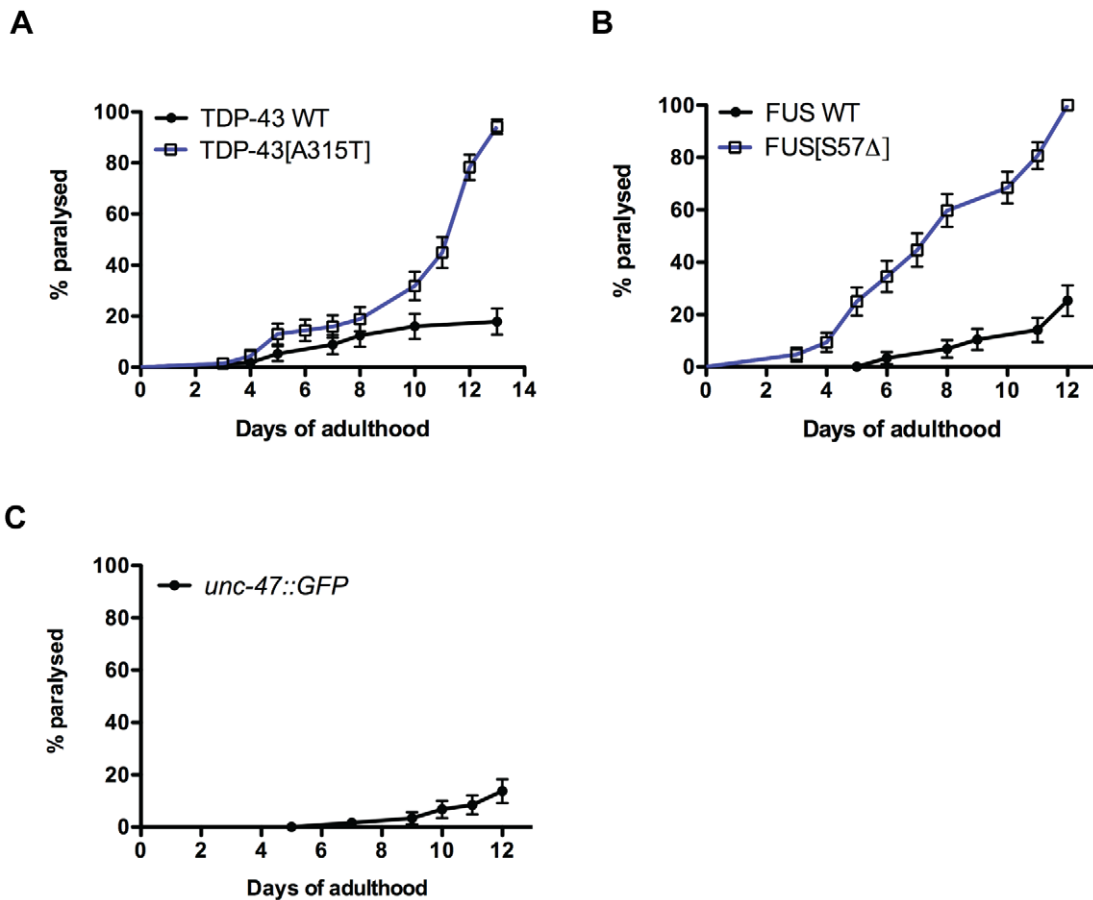 A
TDP-43 WT
TDP-43[A315T]
% paralysed
100
80
60
40
20
0
0 2 4 6 8 10 12 14
Days of adulthood
B
FUS WT
FUS[S57Δ]
% paralysed
100
80
60
40
20
0
0 2 4 6 8 10 12
Days of adulthood
C
unc-47::GFP
% paralysed
100
80
60
40
20
0
0 2 4 6 8 10 12
Days of adulthood